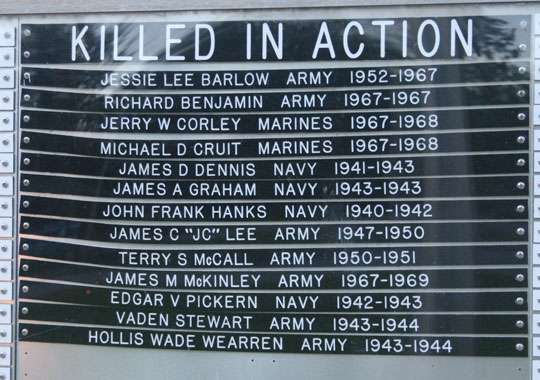 KILLED IN ACTION
JESSIE LEE BARLOW ARMY 1952-1967
RICHARD BENJAMIN ARMY 1967-1967
JERRY W CORLEY MARINES 1967-1968
MICHAEL D CRUIT MARINES 1967-1968
JAMES D DENNIS NAVY 1941-1943
JAMES A GRAHAM NAVY 1943-1943
JOHN FRANK HANKS NAVY 1940-1942
JAMES C "JC" LEE ARMY 1947-1950
TERRY S McCALL ARMY 1950-1951
JAMES M McKINLEY ARMY 1967-1969
EDGAR V PICKERN NAVY 1942-1943
VADEN STEWART ARMY 1943-1944
HOLLIS WADE WEARREN ARMY 1943-1944